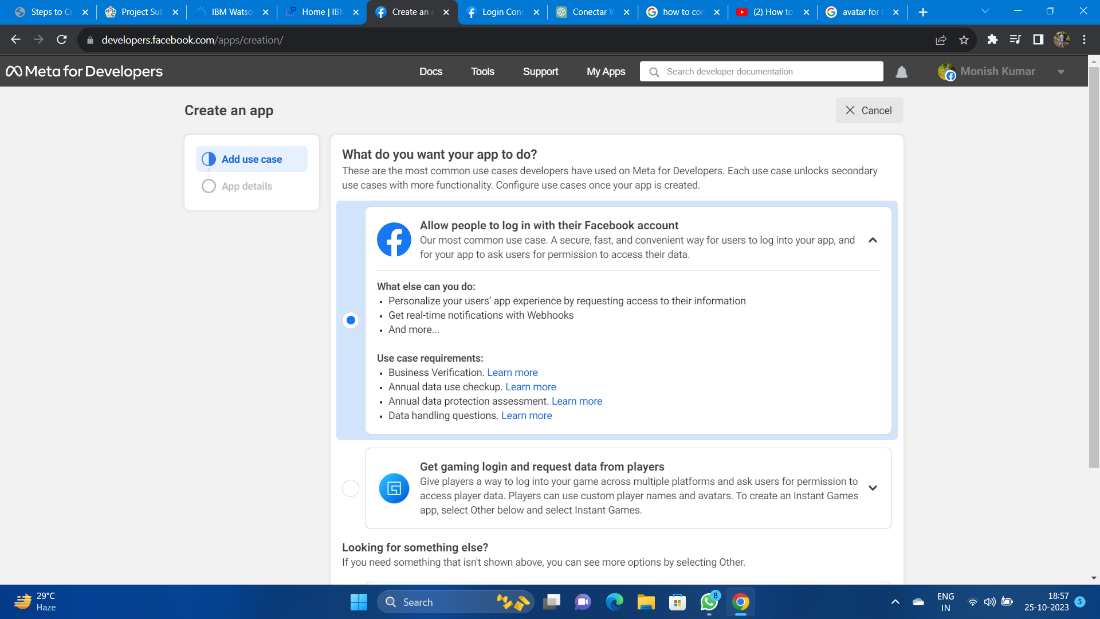 Steps to C
Project Sul
IBM Watso
Home | IB
Create an a
Login Con
Conectar W
how to co
(2) How to
avatar for
developers.facebook.com/apps/creation/
Meta for Developers
Docs
Tools
Support
My Apps
Search developer documentation
Monish Kumar
Create an app
Cancel
Add use case
App details
What do you want your app to do?
These are the most common use cases developers have used on Meta for Developers. Each use case unlocks secondary
use cases with more functionality. Configure use cases once your app is created.
Allow people to log in with their Facebook account
Our most common use case. A secure, fast, and convenient way for users to log into your app, and
for your app to ask users for permission to access their data.
What else can you do:
• Personalize your users' app experience by requesting access to their information
• Get real-time notifications with Webhooks
• And more...
Use case requirements:
• Business Verification. Learn more
• Annual data use checkup. Learn more
• Annual data protection assessment. Learn more
• Data handling questions. Learn more
Get gaming login and request data from players
Give players a way to log into your game across multiple platforms and ask users for permission to
access player data. Players can use custom player names and avatars. To create an Instant Games
app, select Other below and select Instant Games.
Looking for something else?
If you need something that isn't shown above, you can see more options by selecting Other.
29°C
Haze
Search
8
ENG
IN
18:57
25-10-2023
5